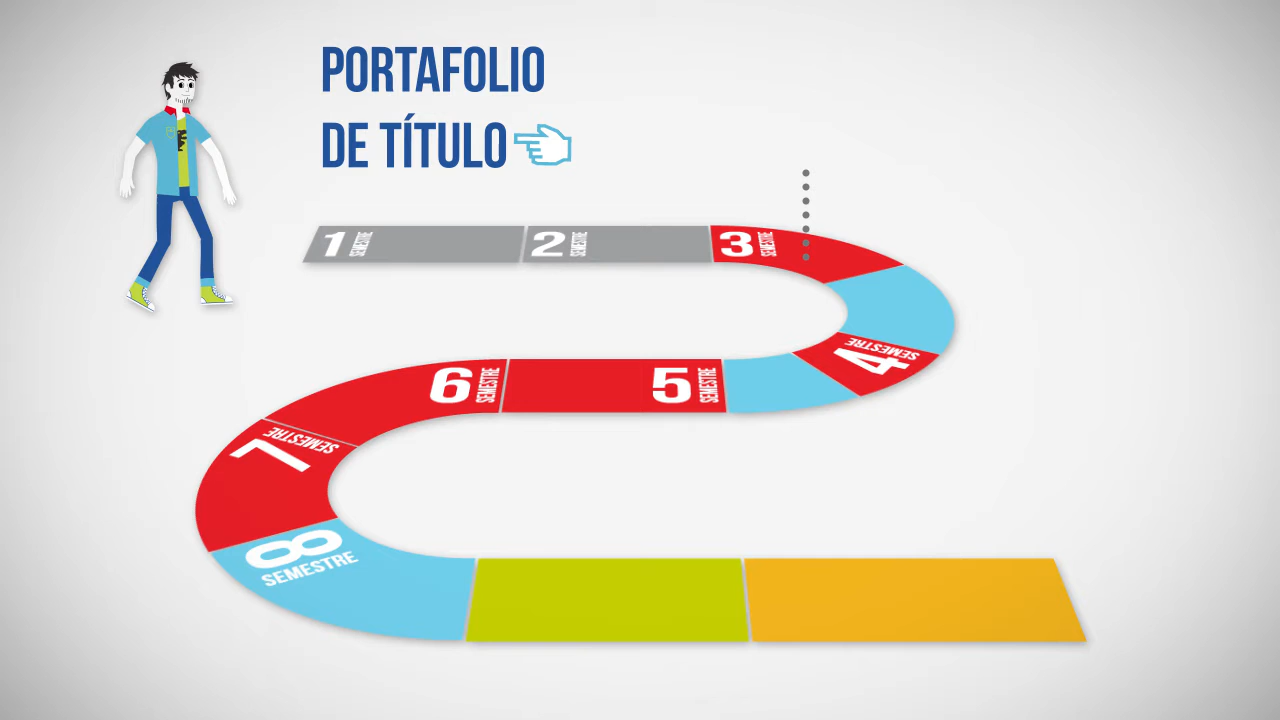 PORTAFOLIO
DE TÍTULO
1 SEMESTRE
2 SEMESTRE
3 SEMESTRE
4 SEMESTRE
5 SEMESTRE
6 SEMESTRE
7 SEMESTRE
8 SEMESTRE